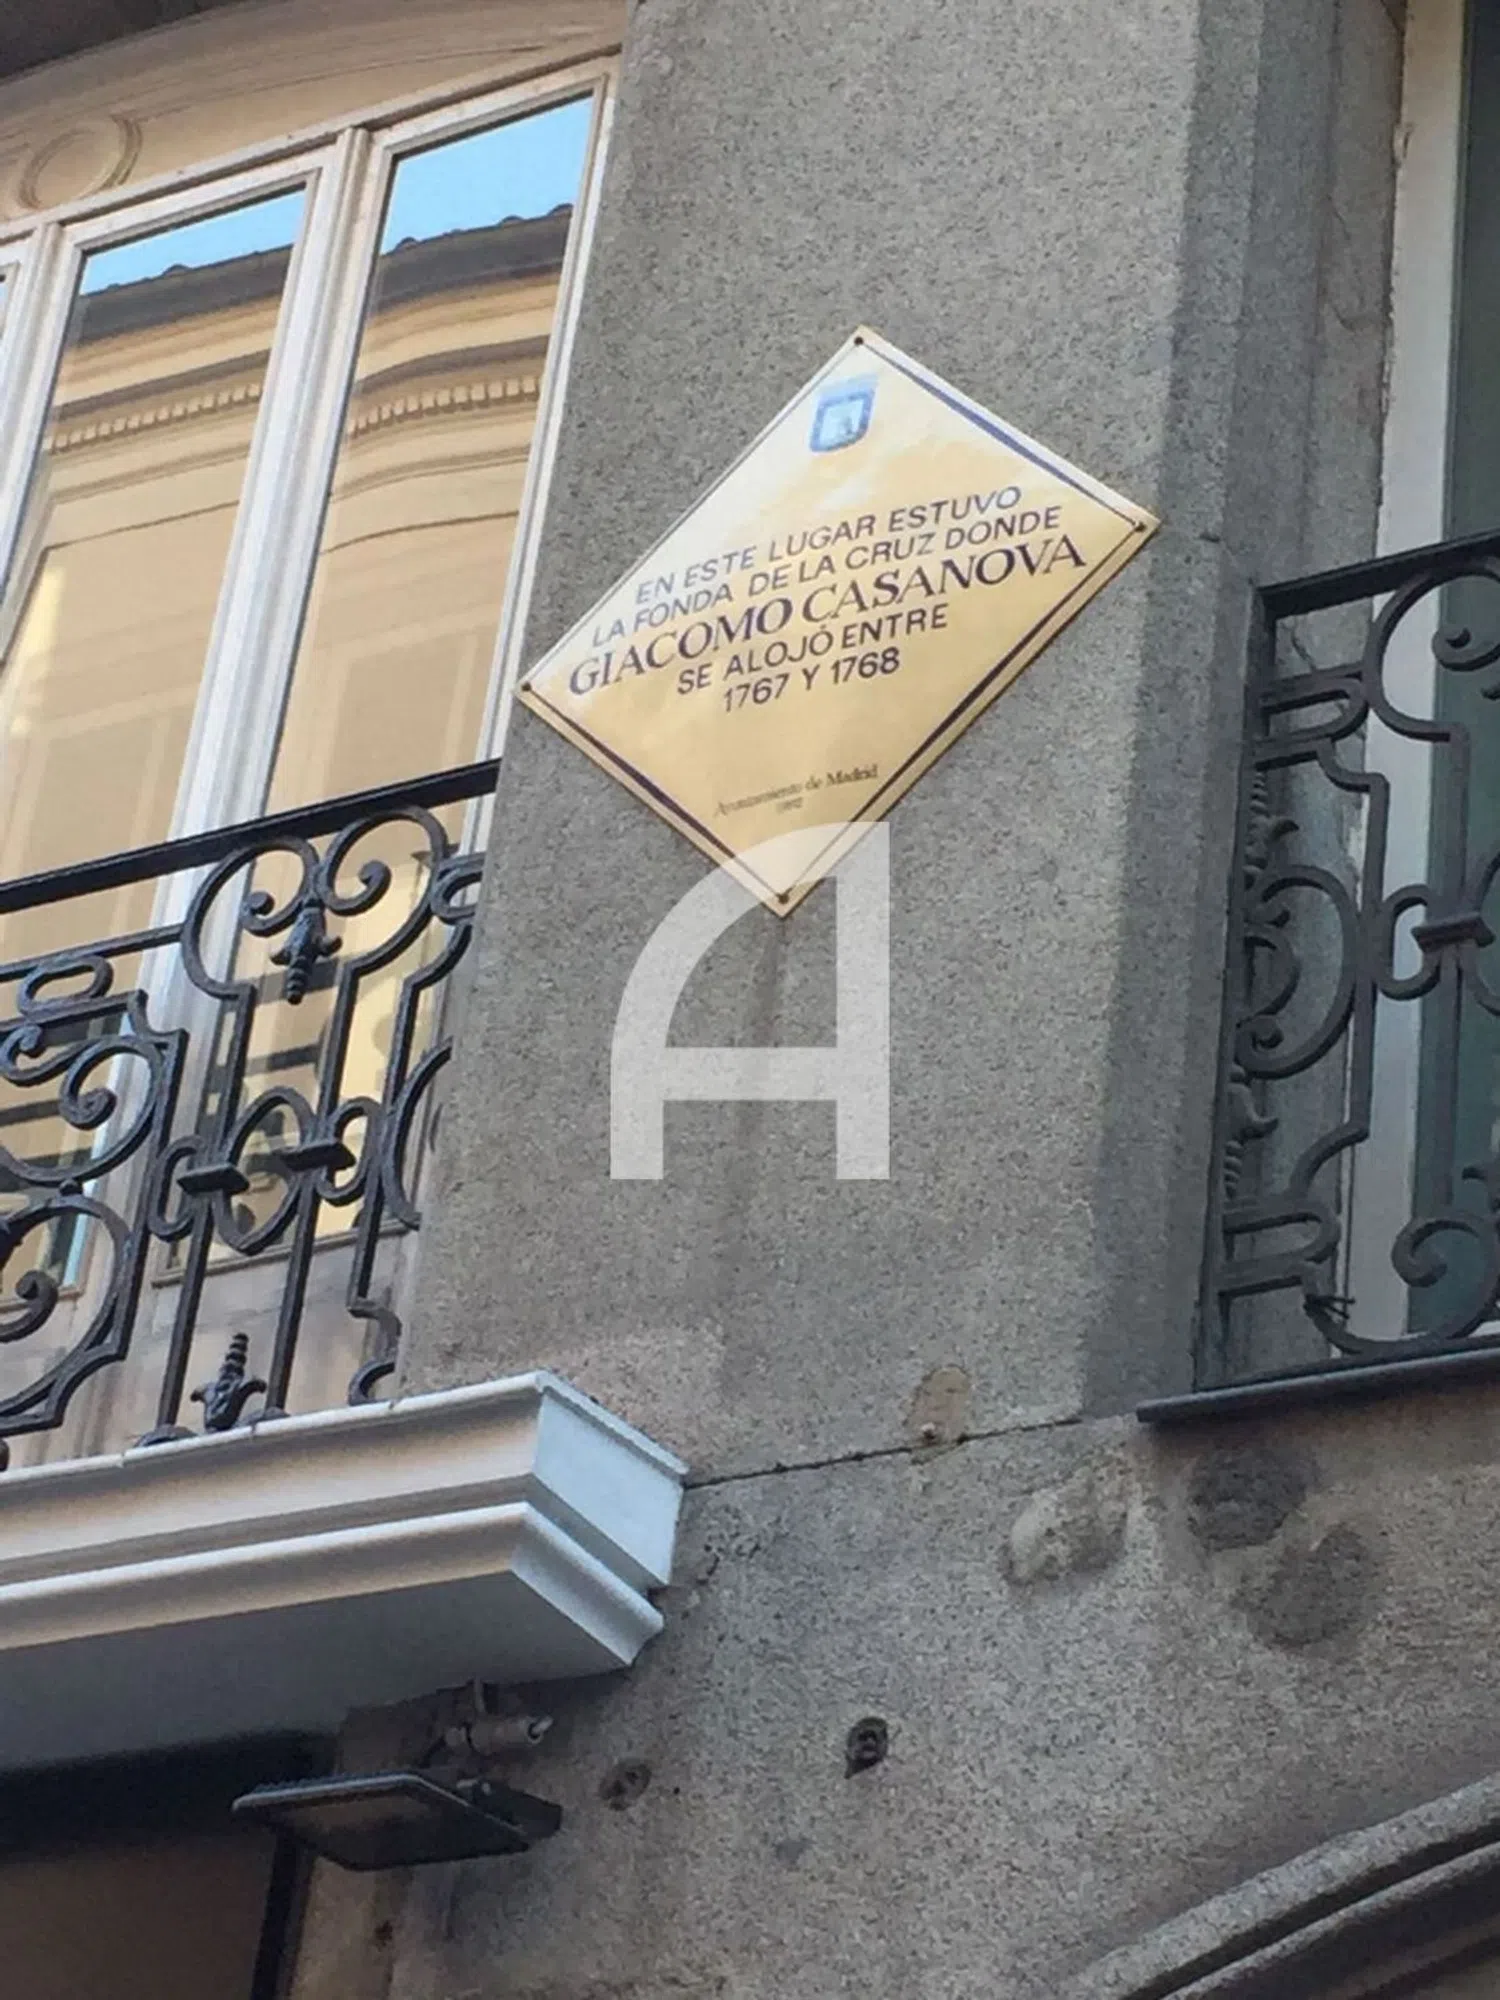 EN ESTE LUGAR ESTUVO
LA FONDA DE LA CRUZ DONDE
GIACOMO CASANOVA
SE ALOJÓ ENTRE
1767 Y 1768
Ayuntamiento de Madrid
A